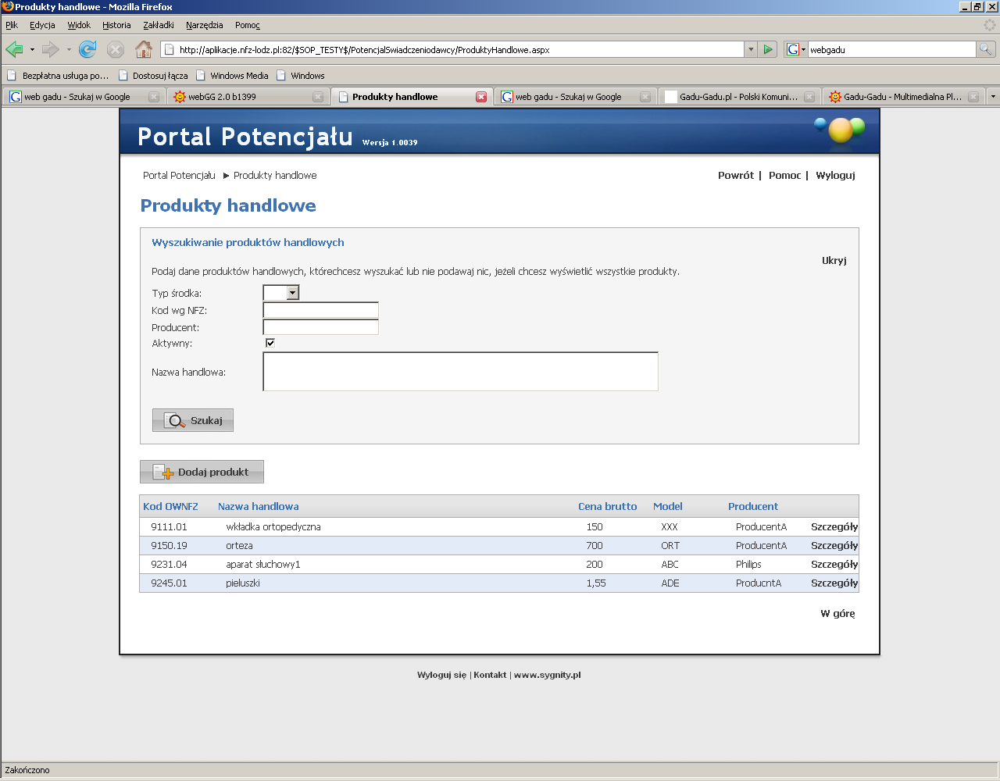 Produkty handlowe - Mozilla Firefox
Plik Edycja Widok Historia Zakładki Narzędzia Pomoc
http://aplikacje.nfz-lodz.pl:82/$SOP_TESTY$/PotencjalSwiadczeniodawcy/ProduktyHandlowe.aspx
webgadu
Bezpłatna usługa po... Dostosuj łącza Windows Media Windows
web gadu - Szukaj w Google webGG 2.0 b1399 Produkty handlowe web gadu - Szukaj w Google Gadu-Gadu.pl - Polski Komuni... Gadu-Gadu - Multimedialna Pl...
Portal Potencjału Wersja 1.0039
Portal Potencjału ► Produkty handlowe
Powrót | Pomoc | Wyloguj
Produkty handlowe
Wyszukiwanie produktów handlowych
Ukryj
Podaj dane produktów handlowych, którechcesz wyszukać lub nie podawaj nic, jeżeli chcesz wyświetlić wszystkie produkty.
Typ środka:
Kod wg NFZ:
Producent:
Aktywny:
Nazwa handlowa:
Szukaj
Dodaj produkt
Kod OWNFZ Nazwa handlowa Cena brutto Model Producent
9111.01 wkładka ortopedyczna 150 XXX ProducentA Szczegóły
9150.19 orteza 700 ORT ProducentA Szczegóły
9231.04 aparat słuchowy1 200 ABC Philips Szczegóły
9245.01 pieluszki 1,55 ADE ProducntA Szczegóły
W górę
Wyloguj się | Kontakt | www.sygnity.pl
Zakończono